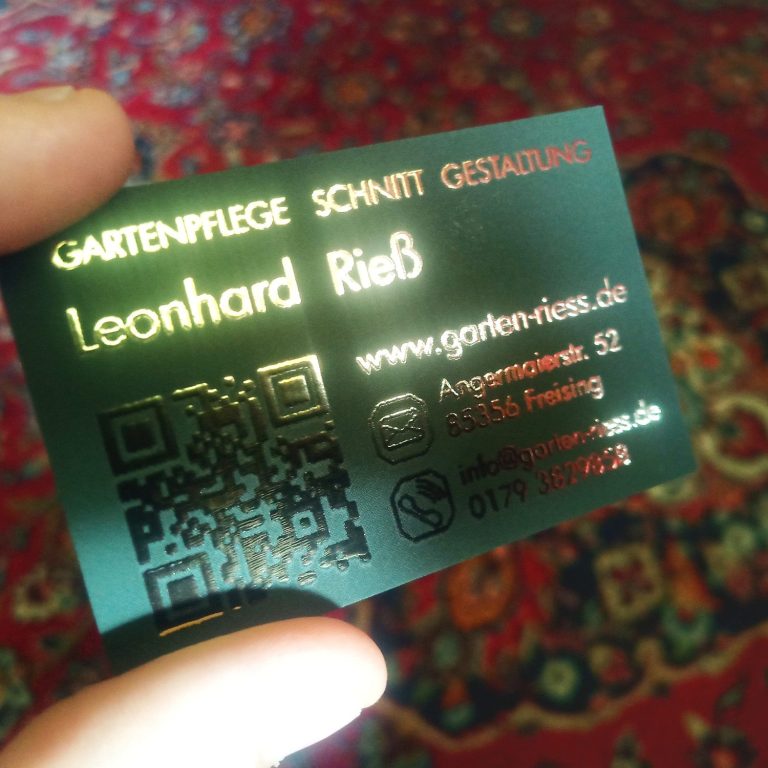 GARTENPFLEGE SCHNITT GESTALTUNG
Leonhard Rieß
www.garten-riess.de
Angermaierstr. 52
85356 Freising
info@garten-riess.de
0179 3829858